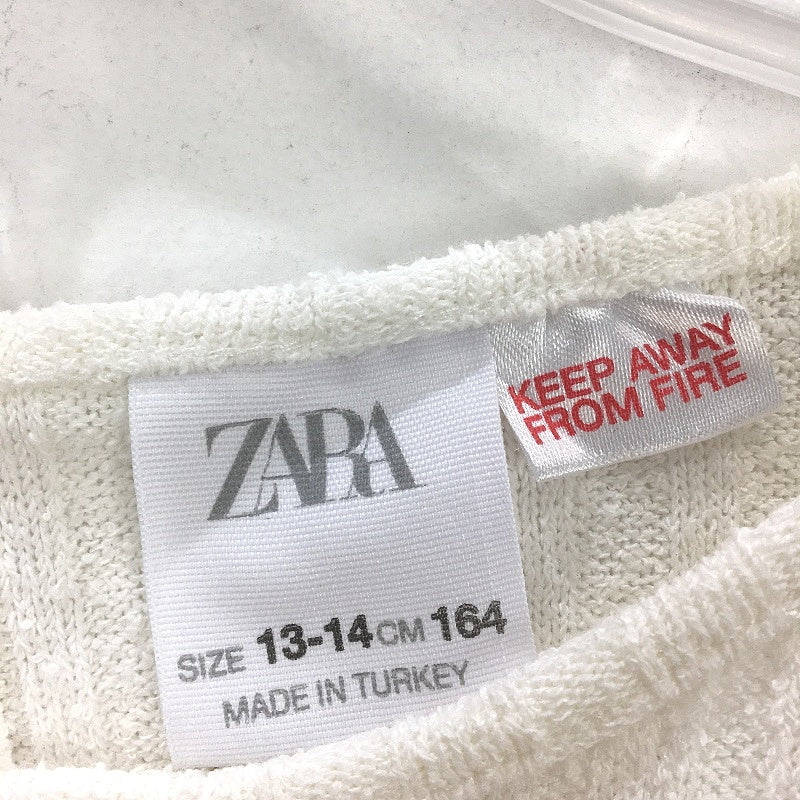 ZARA
SIZE 13-14 CM 164
MADE IN TURKEY
KEEP AWAY
FROM FIRE